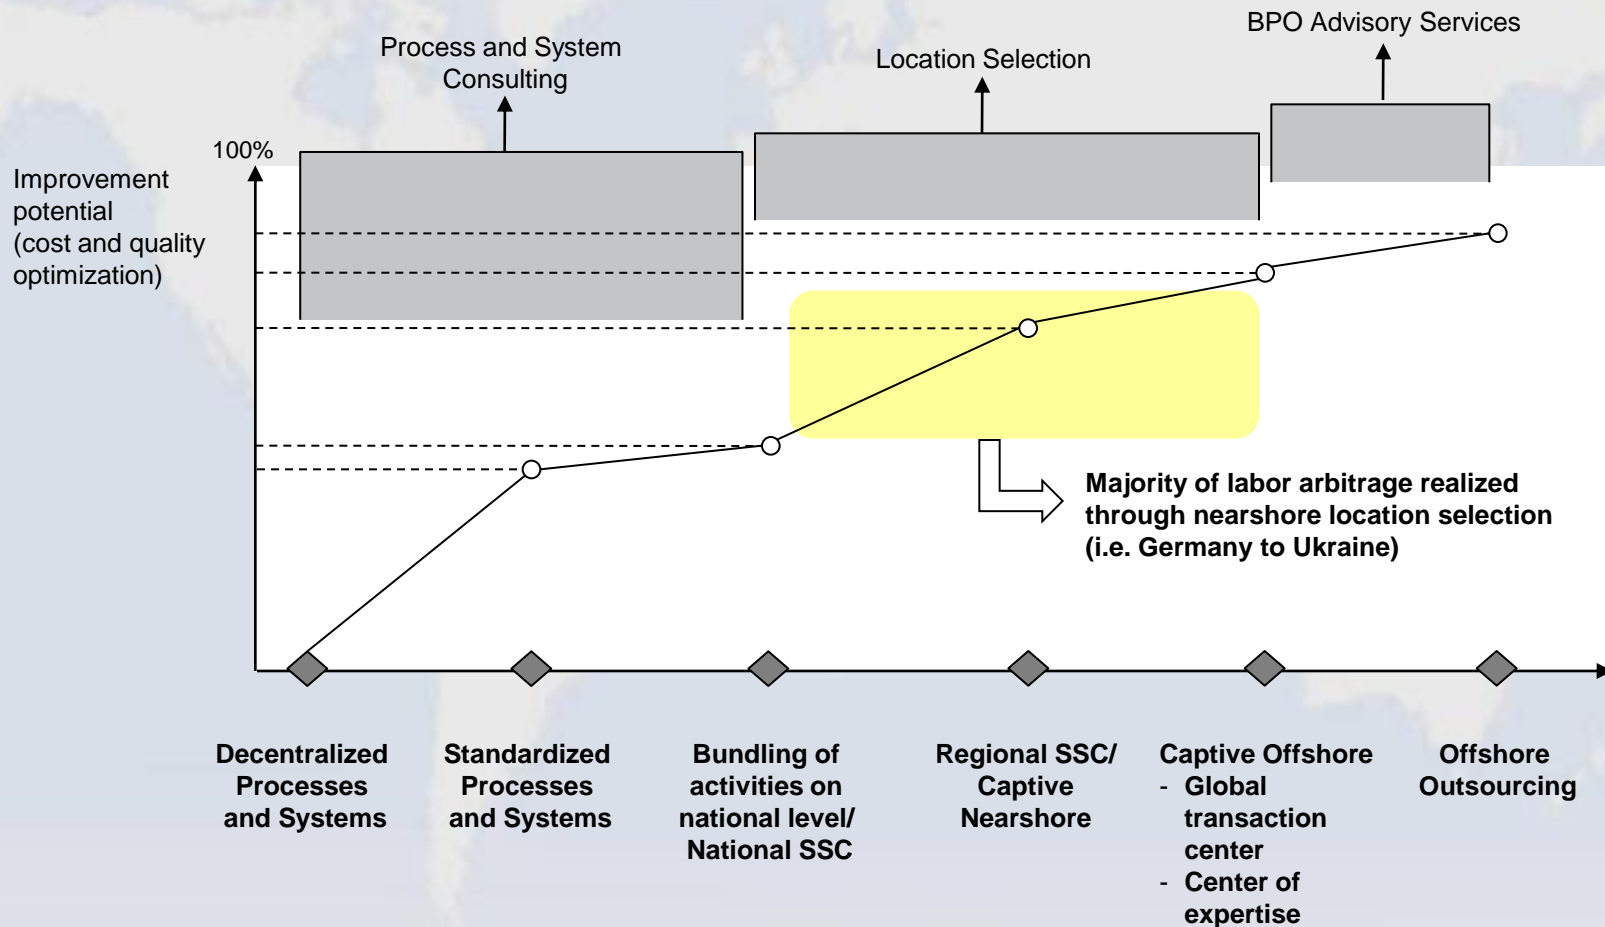 BPO Advisory Services
Process and System
Consulting
Location Selection
100%
Improvement
potential
(cost and quality
optimization)
Majority of labor arbitrage realized
through nearshore location selection
(i.e. Germany to Ukraine)
Decentralized
Processes
and Systems
Standardized
Processes
and Systems
Bundling of
activities on
national level/
National SSC
Regional SSC/
Captive
Nearshore
Captive Offshore
- Global
transaction
center
- Center of
expertise
Offshore
Outsourcing